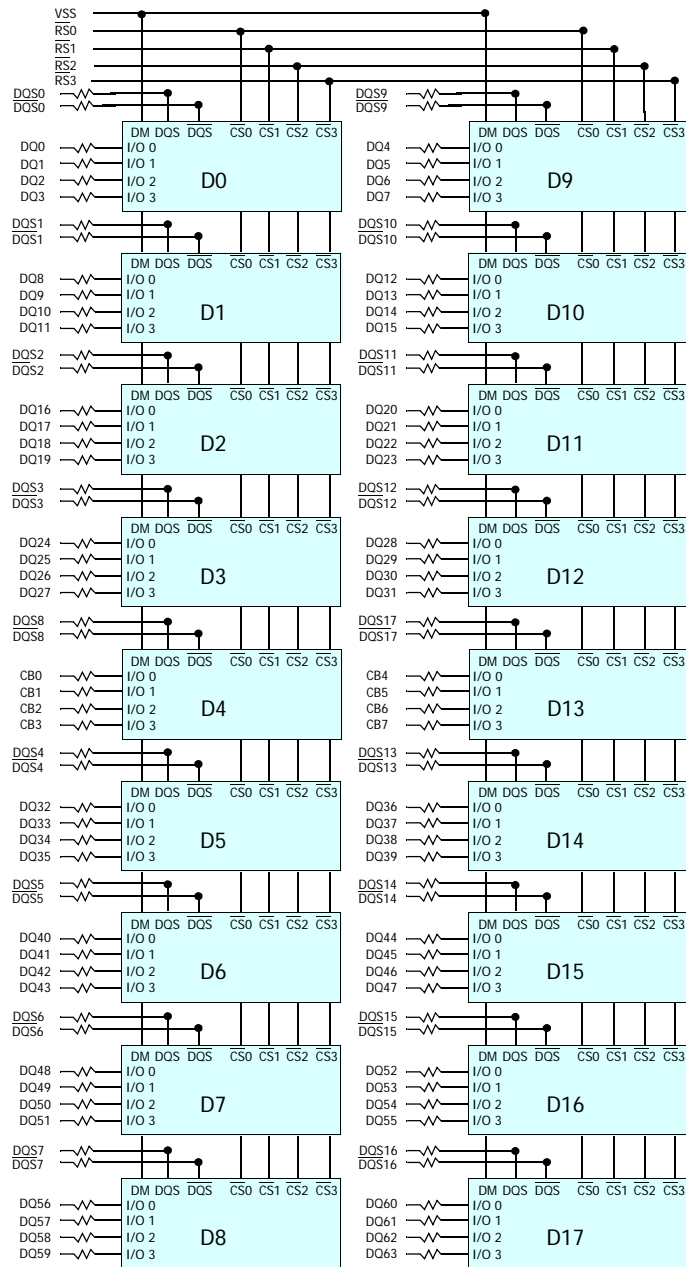 VSS
RS0
RS1
RS2
RS3
DQS0
DQS0
DM DQS DQS CS0 CS1 CS2 CS3
DQ0 I/O 0
DQ1 I/O 1
DQ2 I/O 2
DQ3 I/O 3
D0
DQS9
DQS9
DM DQS DQS CS0 CS1 CS2 CS3
DQ4 I/O 0
DQ5 I/O 1
DQ6 I/O 2
DQ7 I/O 3
D9
DQS1
DQS1
DM DQS DQS CS0 CS1 CS2 CS3
DQ8 I/O 0
DQ9 I/O 1
DQ10 I/O 2
DQ11 I/O 3
D1
DQS10
DQS10
DM DQS DQS CS0 CS1 CS2 CS3
DQ12 I/O 0
DQ13 I/O 1
DQ14 I/O 2
DQ15 I/O 3
D10
DQS2
DQS2
DM DQS DQS CS0 CS1 CS2 CS3
DQ16 I/O 0
DQ17 I/O 1
DQ18 I/O 2
DQ19 I/O 3
D2
DQS11
DQS11
DM DQS DQS CS0 CS1 CS2 CS3
DQ20 I/O 0
DQ21 I/O 1
DQ22 I/O 2
DQ23 I/O 3
D11
DQS3
DQS3
DM DQS DQS CS0 CS1 CS2 CS3
DQ24 I/O 0
DQ25 I/O 1
DQ26 I/O 2
DQ27 I/O 3
D3
DQS12
DQS12
DM DQS DQS CS0 CS1 CS2 CS3
DQ28 I/O 0
DQ29 I/O 1
DQ30 I/O 2
DQ31 I/O 3
D12
DQS8
DQS8
DM DQS DQS CS0 CS1 CS2 CS3
CB0 I/O 0
CB1 I/O 1
CB2 I/O 2
CB3 I/O 3
D4
DQS17
DQS17
DM DQS DQS CS0 CS1 CS2 CS3
CB4 I/O 0
CB5 I/O 1
CB6 I/O 2
CB7 I/O 3
D13
DQS4
DQS4
DM DQS DQS CS0 CS1 CS2 CS3
DQ32 I/O 0
DQ33 I/O 1
DQ34 I/O 2
DQ35 I/O 3
D5
DQS13
DQS13
DM DQS DQS CS0 CS1 CS2 CS3
DQ36 I/O 0
DQ37 I/O 1
DQ38 I/O 2
DQ39 I/O 3
D14
DQS5
DQS5
DM DQS DQS CS0 CS1 CS2 CS3
DQ40 I/O 0
DQ41 I/O 1
DQ42 I/O 2
DQ43 I/O 3
D6
DQS14
DQS14
DM DQS DQS CS0 CS1 CS2 CS3
DQ44 I/O 0
DQ45 I/O 1
DQ46 I/O 2
DQ47 I/O 3
D15
DQS6
DQS6
DM DQS DQS CS0 CS1 CS2 CS3
DQ48 I/O 0
DQ49 I/O 1
DQ50 I/O 2
DQ51 I/O 3
D7
DQS15
DQS15
DM DQS DQS CS0 CS1 CS2 CS3
DQ52 I/O 0
DQ53 I/O 1
DQ54 I/O 2
DQ55 I/O 3
D16
DQS7
DQS7
DM DQS DQS CS0 CS1 CS2 CS3
DQ56 I/O 0
DQ57 I/O 1
DQ58 I/O 2
DQ59 I/O 3
D8
DQS16
DQS16
DM DQS DQS CS0 CS1 CS2 CS3
DQ60 I/O 0
DQ61 I/O 1
DQ62 I/O 2
DQ63 I/O 3
D17